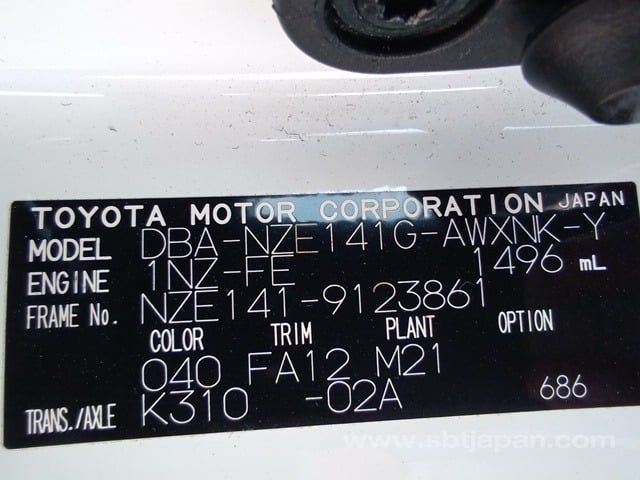 TOYOTA MOTOR CORPORATION JAPAN
MODEL DBA-NZE141G-AWXNK-Y
ENGINE 1NZ-FE 1496 mL
FRAME No. NZE141-9123861
COLOR TRIM PLANT OPTION
040 FA12 M21
TRANS./AXLE K310 -02A 686
www.sbtjapan.com